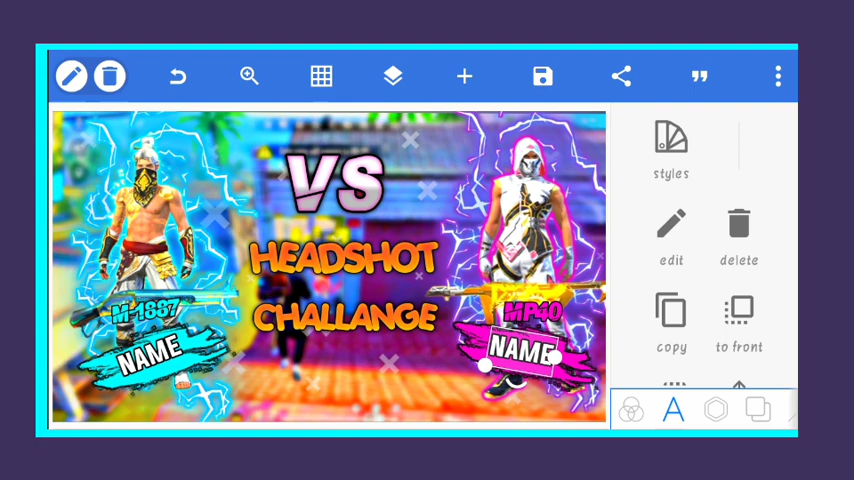 styles
VS
edit
delete
HEADSHOT
M-1887
MP40
CHALLANGE
copy
to front
NAME
NAME
A